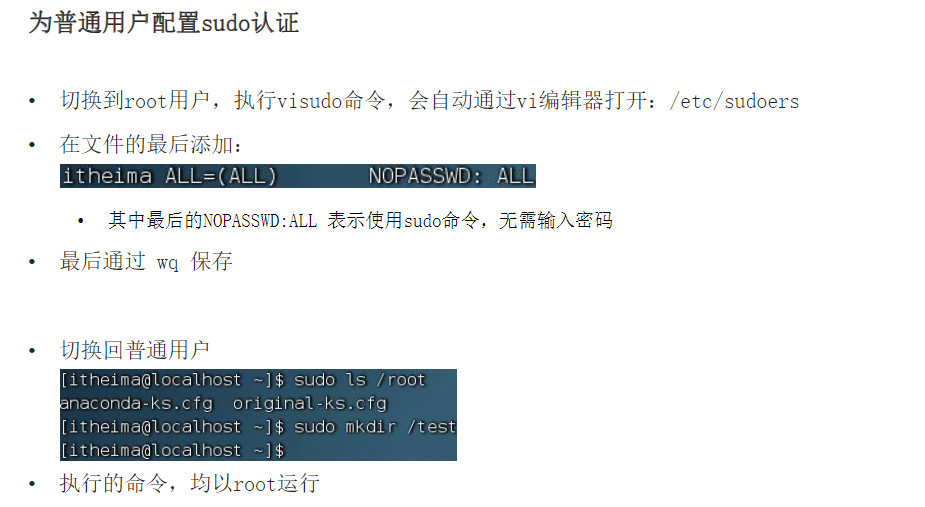 为普通用户配置sudo认证
• 切换到root用户，执行visudo命令，会自动通过vi编辑器打开：/etc/sudoers
• 在文件的最后添加：
itheima ALL=(ALL)       NOPASSWD: ALL
• 其中最后的NOPASSWD:ALL 表示使用sudo命令，无需输入密码
• 最后通过 wq 保存
• 切换回普通用户
[itheima@localhost ~]$ sudo ls /root
anaconda-ks.cfg  original-ks.cfg
[itheima@localhost ~]$ sudo mkdir /test
[itheima@localhost ~]$
• 执行的命令，均以root运行